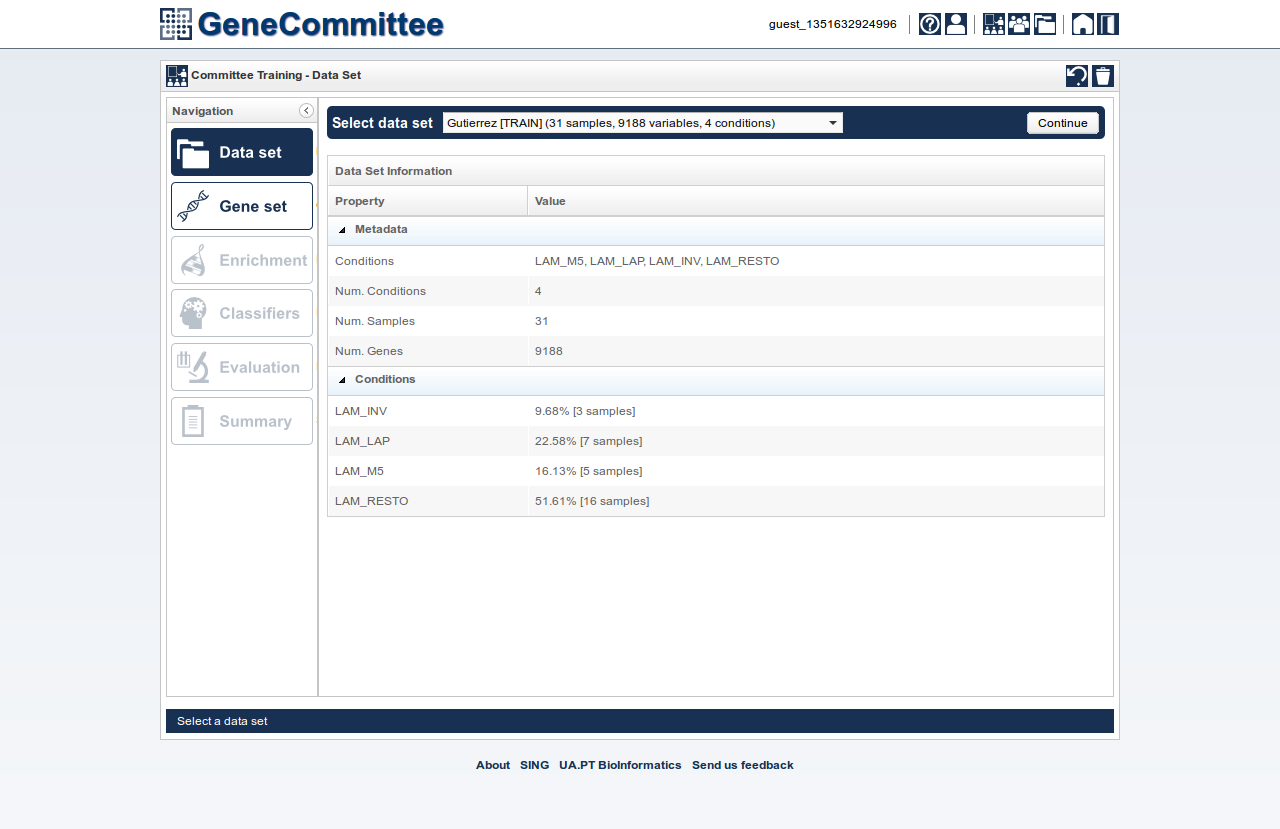 GeneCommittee
guest_1351632924996
Committee Training - Data Set
Navigation
Data set
Gene set
Enrichment
Classifiers
Evaluation
Summary
Select data set
Gutierrez [TRAIN] (31 samples, 9188 variables, 4 conditions)
Continue
Data Set Information
Property Value
Metadata
Conditions LAM_M5, LAM_LAP, LAM_INV, LAM_RESTO
Num. Conditions 4
Num. Samples 31
Num. Genes 9188
Conditions
LAM_INV 9.68% [3 samples]
LAM_LAP 22.58% [7 samples]
LAM_M5 16.13% [5 samples]
LAM_RESTO 51.61% [16 samples]
Select a data set
About SING UA.PT BioInformatics Send us feedback